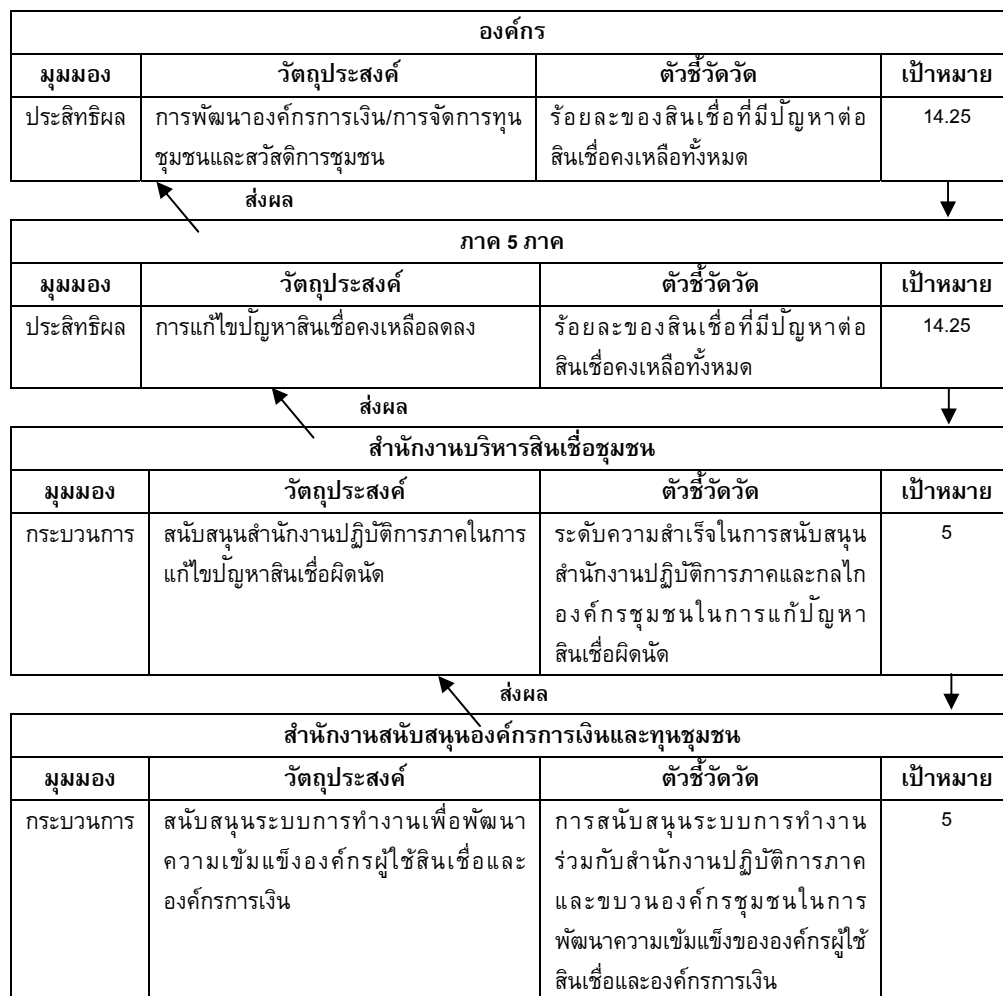 องค์กร
มุมมอง วัตถุประสงค์ ตัวชี้วัดวัด เป้าหมาย
ประสิทธิผล การพัฒนาองค์กรการเงิน/การจัดการทุน ร้อยละของสินเชื่อที่มีปัญหาต่อ 14.25
ชุมชนและสวัสดิการชุมชน สินเชื่อคงเหลือทั้งหมด
ส่งผล
ภาค 5 ภาค
มุมมอง วัตถุประสงค์ ตัวชี้วัดวัด เป้าหมาย
ประสิทธิผล การแก้ไขปัญหาสินเชื่อคงเหลือลดลง ร้อยละของสินเชื่อที่มีปัญหาต่อ 14.25
สินเชื่อคงเหลือทั้งหมด
ส่งผล
สำนักงานบริหารสินเชื่อชุมชน
มุมมอง วัตถุประสงค์ ตัวชี้วัดวัด เป้าหมาย
กระบวนการ สนับสนุนสำนักงานปฏิบัติการภาคในการ ระดับความสำเร็จในการสนับสนุน 5
แก้ไขปัญหาสินเชื่อผิดนัด สำนักงานปฏิบัติการภาคและกลไก
องค์กรชุมชนในการแก้ปัญหา
สินเชื่อผิดนัด
ส่งผล
สำนักงานสนับสนุนองค์กรการเงินและทุนชุมชน
มุมมอง วัตถุประสงค์ ตัวชี้วัดวัด เป้าหมาย
กระบวนการ สนับสนุนระบบการทำงานเพื่อพัฒนา การสนับสนุนระบบการทำงาน 5
ความเข้มแข็งองค์กรผู้ใช้สินเชื่อและ ร่วมกับสำนักงานปฏิบัติการภาค
องค์กรการเงิน และขบวนองค์กรชุมชนในการ
พัฒนาความเข้มแข็งขององค์กรผู้ใช้
สินเชื่อและองค์กรการเงิน